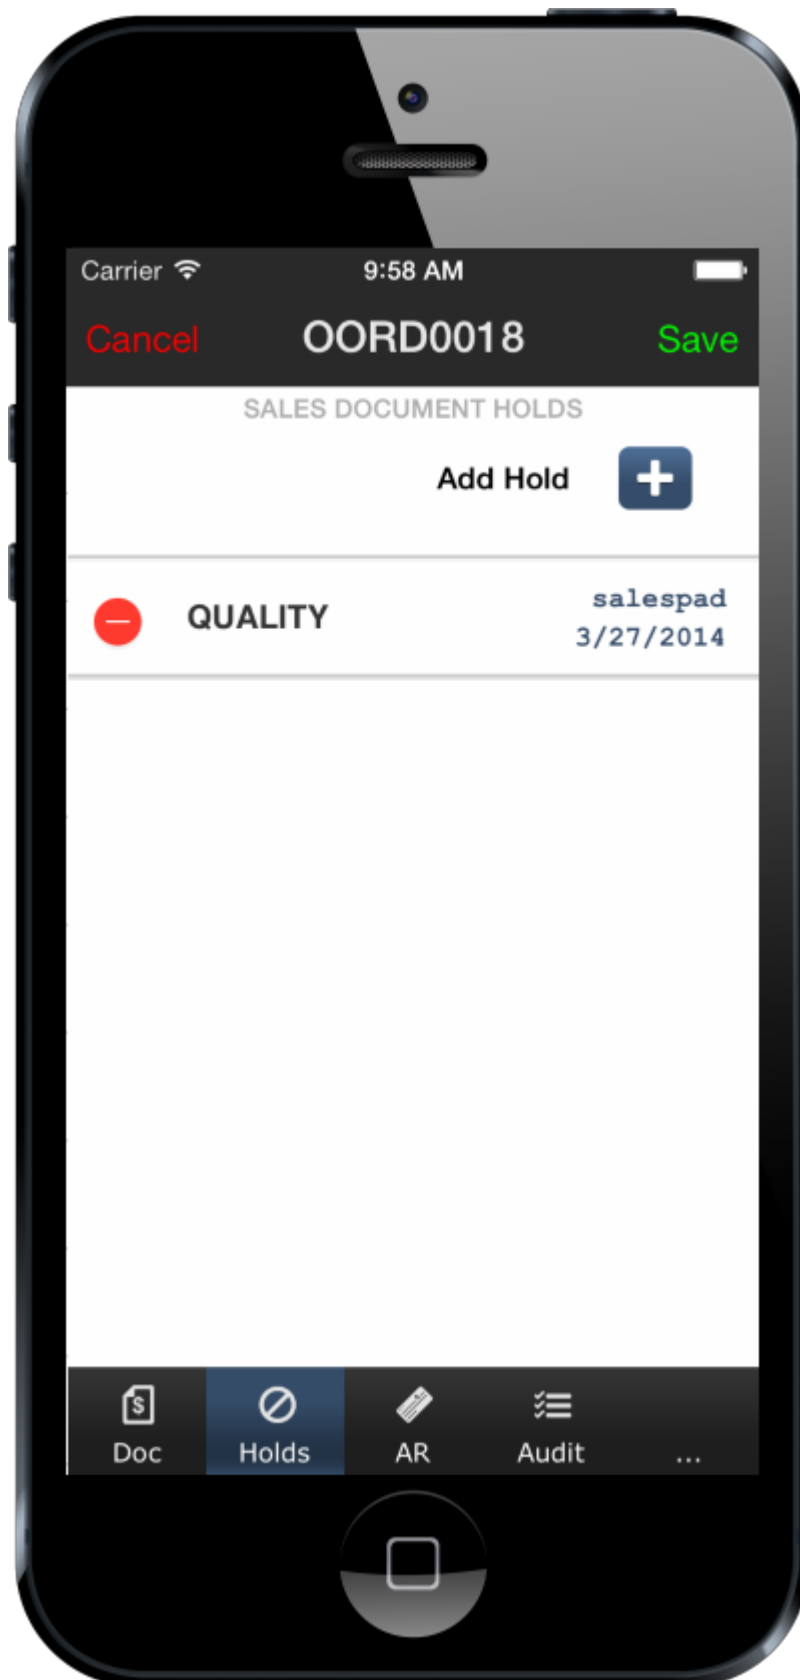 Carrier 9:58 AM
Cancel OORD0018 Save
SALES DOCUMENT HOLDS
Add Hold
QUALITY salespad
3/27/2014
$
Doc Holds AR Audit ...